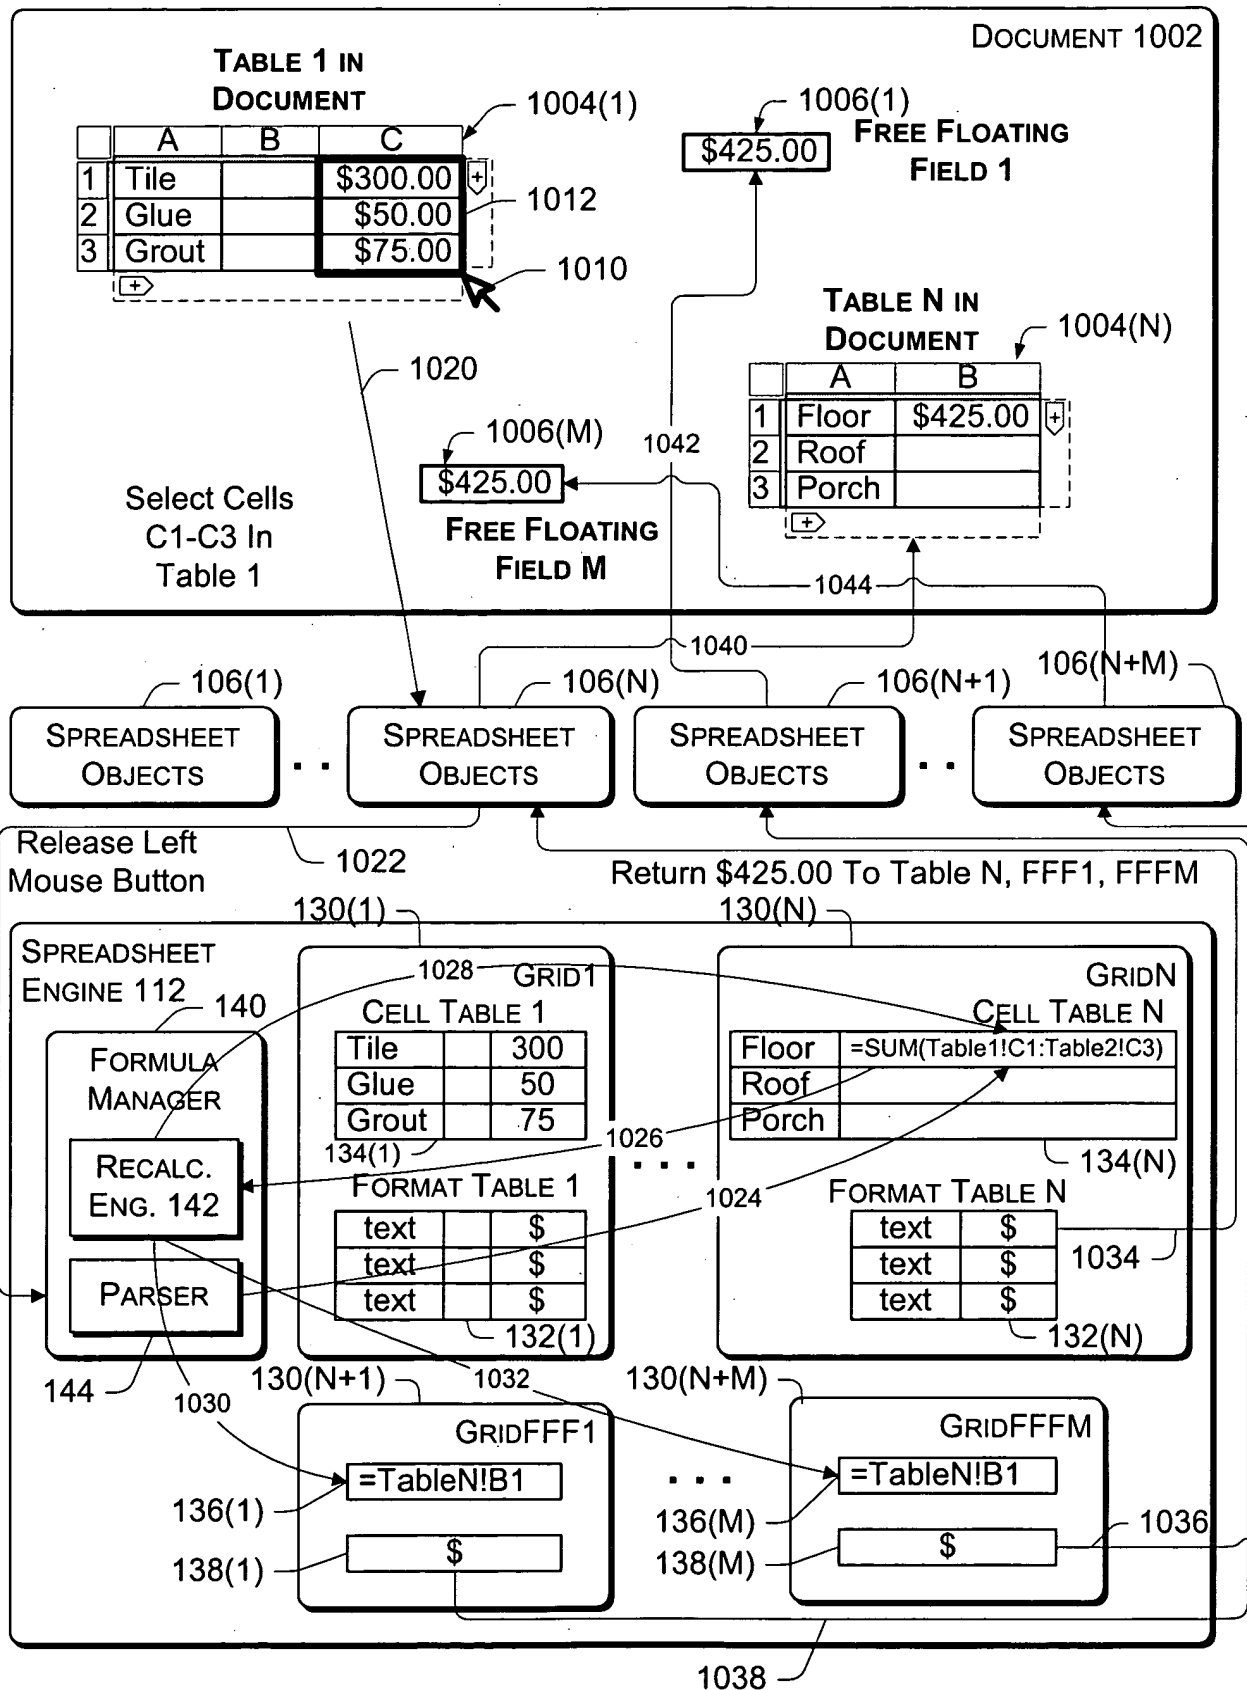 DOCUMENT 1002
TABLE 1 IN
DOCUMENT
1004(1)
A B C
1 Tile $300.00
2 Glue $50.00
3 Grout $75.00
+
+
1012
1010
1006(1)
$425.00
FREE FLOATING
FIELD 1
TABLE N IN
DOCUMENT
1004(N)
A B
1 Floor $425.00
2 Roof
3 Porch
+
+
1020
1042
1006(M)
$425.00
FREE FLOATING
FIELD M
Select Cells
C1-C3 In
Table 1
1044
1040
106(1)
106(N)
106(N+1)
106(N+M)
SPREADSHEET
OBJECTS
SPREADSHEET
OBJECTS
SPREADSHEET
OBJECTS
SPREADSHEET
OBJECTS
Release Left
Mouse Button
1022
Return $425.00 To Table N, FFF1, FFFM
130(1)
130(N)
SPREADSHEET
ENGINE 112
140
FORMULA
MANAGER
RECALC.
ENG. 142
PARSER
144
1028
GRID1
CELL TABLE 1
Tile 300
Glue 50
Grout 75
134(1)
FORMAT TABLE 1
text $
text $
text $
132(1)
1026
1024
GRIDN
CELL TABLE N
Floor =SUM(Table1!C1:Table2!C3)
Roof
Porch
134(N)
FORMAT TABLE N
text $
text $
text $
1034
132(N)
1030
1032
130(N+1)
GRIDFFF1
=TableN!B1
136(1)
$
138(1)
130(N+M)
GRIDFFFM
=TableN!B1
136(M)
$
138(M)
1036
1038